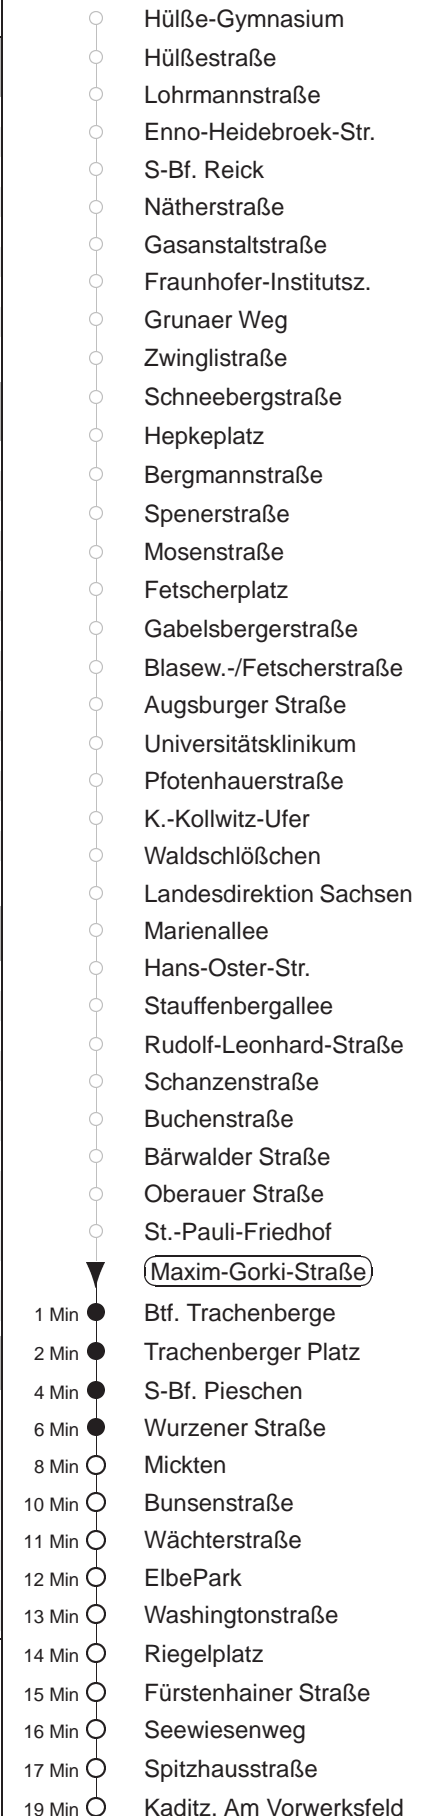 Hülße-Gymnasium
Hülßestraße
Lohrmannstraße
Enno-Heidebroek-Str.
S-Bf. Reick
Nätherstraße
Gasanstaltstraße
Fraunhofer-Institutsz.
Grunaer Weg
Zwinglistraße
Schneebergstraße
Hepkeplatz
Bergmannstraße
Spenerstraße
Mosenstraße
Fetscherplatz
Gabelsbergerstraße
Blasew.-/Fetscherstraße
Augsburger Straße
Universitätsklinikum
Pfotenhauerstraße
K.-Kollwitz-Ufer
Waldschlößchen
Landesdirektion Sachsen
Marienallee
Hans-Oster-Str.
Stauffenbergallee
Rudolf-Leonhard-Straße
Schanzenstraße
Buchenstraße
Bärwalder Straße
Oberauer Straße
St.-Pauli-Friedhof
Maxim-Gorki-Straße
1 Min Btf. Trachenberge
2 Min Trachenberger Platz
4 Min S-Bf. Pieschen
6 Min Wurzener Straße
8 Min Mickten
10 Min Bunsenstraße
11 Min Wächterstraße
12 Min ElbePark
13 Min Washingtonstraße
14 Min Riegelplatz
15 Min Fürstenhainer Straße
16 Min Seewiesenweg
17 Min Spitzhausstraße
19 Min Kaditz, Am Vorwerksfeld